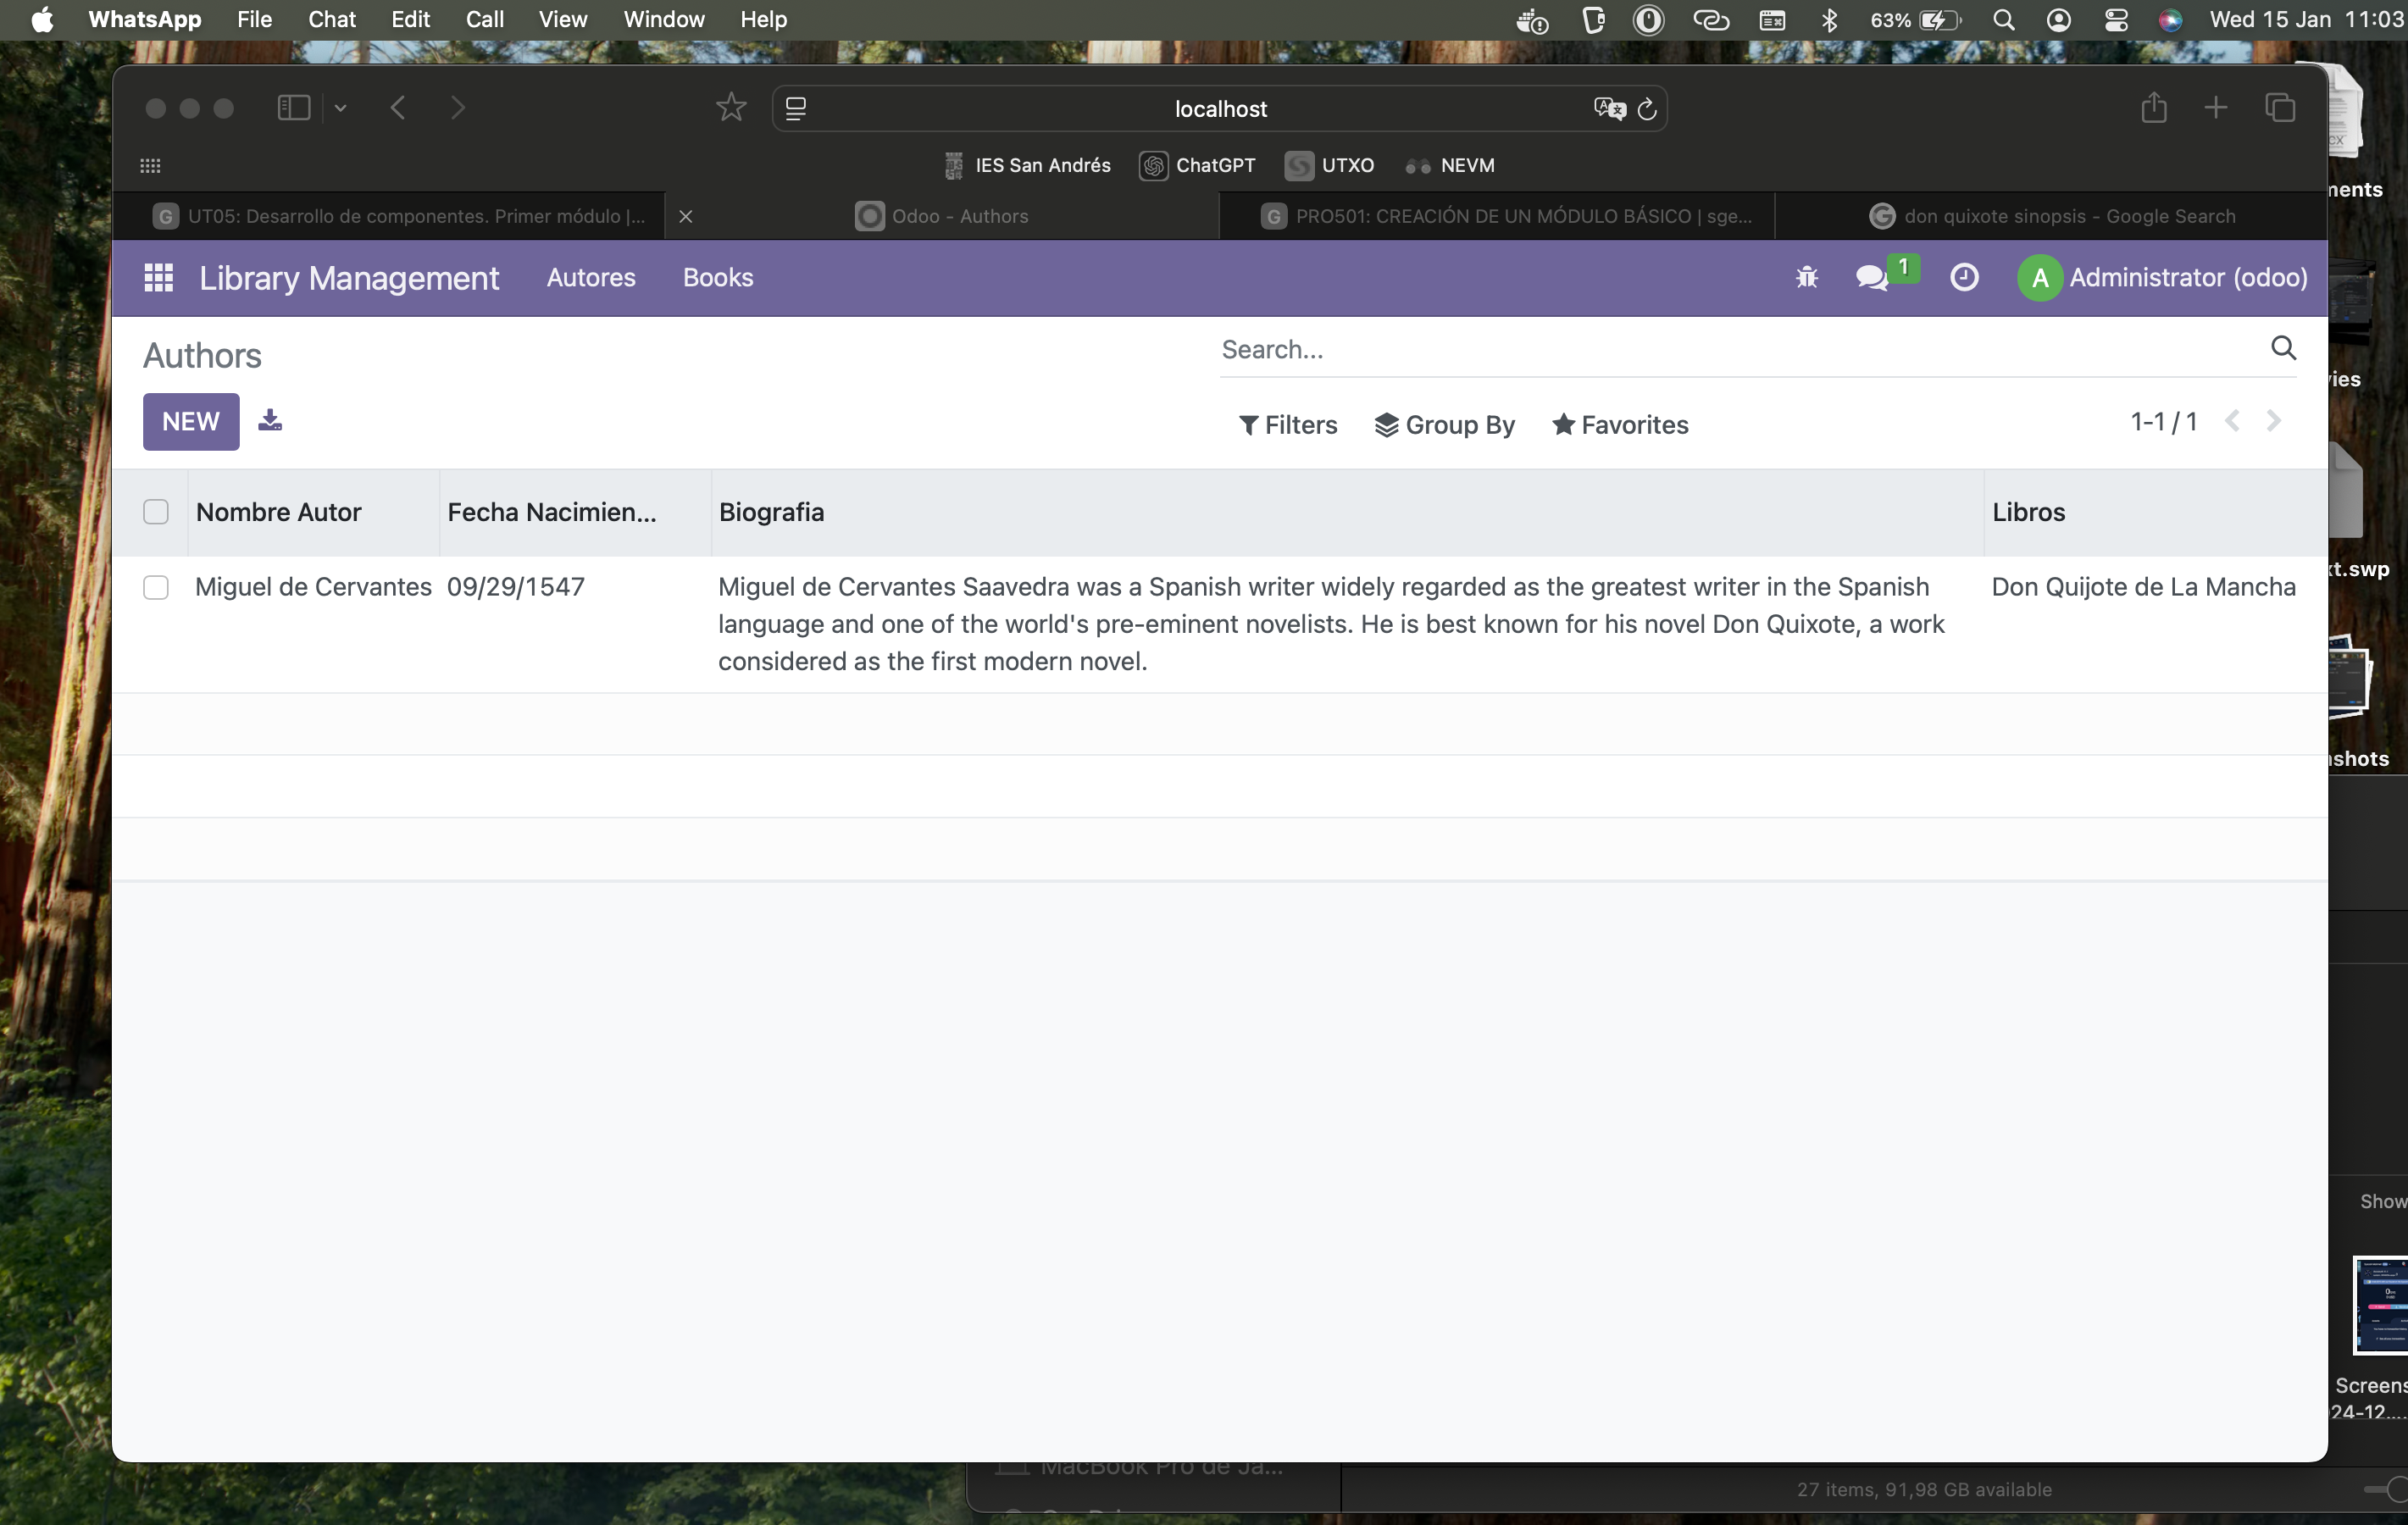 WhatsApp File Chat Edit Call View Window Help 63% Wed 15 Jan 11:03
localhost
IES San Andrés ChatGPT UTXO NEVM
UT05: Desarrollo de componentes. Primer módulo |... Odoo - Authors PRO501: CREACIÓN DE UN MÓDULO BÁSICO | sge... don quixote sinopsis - Google Search
Library Management Autores Books 1 A Administrator (odoo)
Authors Search...
NEW Filters Group By Favorites 1-1 / 1
Nombre Autor Fecha Nacimien... Biografia Libros
Miguel de Cervantes 09/29/1547 Miguel de Cervantes Saavedra was a Spanish writer widely regarded as the greatest writer in the Spanish Don Quijote de La Mancha
language and one of the world's pre-eminent novelists. He is best known for his novel Don Quixote, a work
considered as the first modern novel.
xt.swp
Show
Screens
24-12....
MacBook Pro de Ja...
27 items, 91,98 GB available